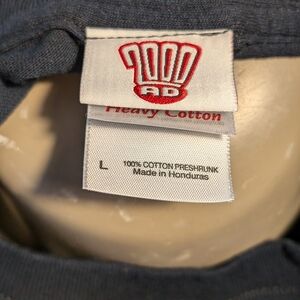 2000
AD
Heavy Cotton
L
100% COTTON PRESHRUNK
Made in Honduras